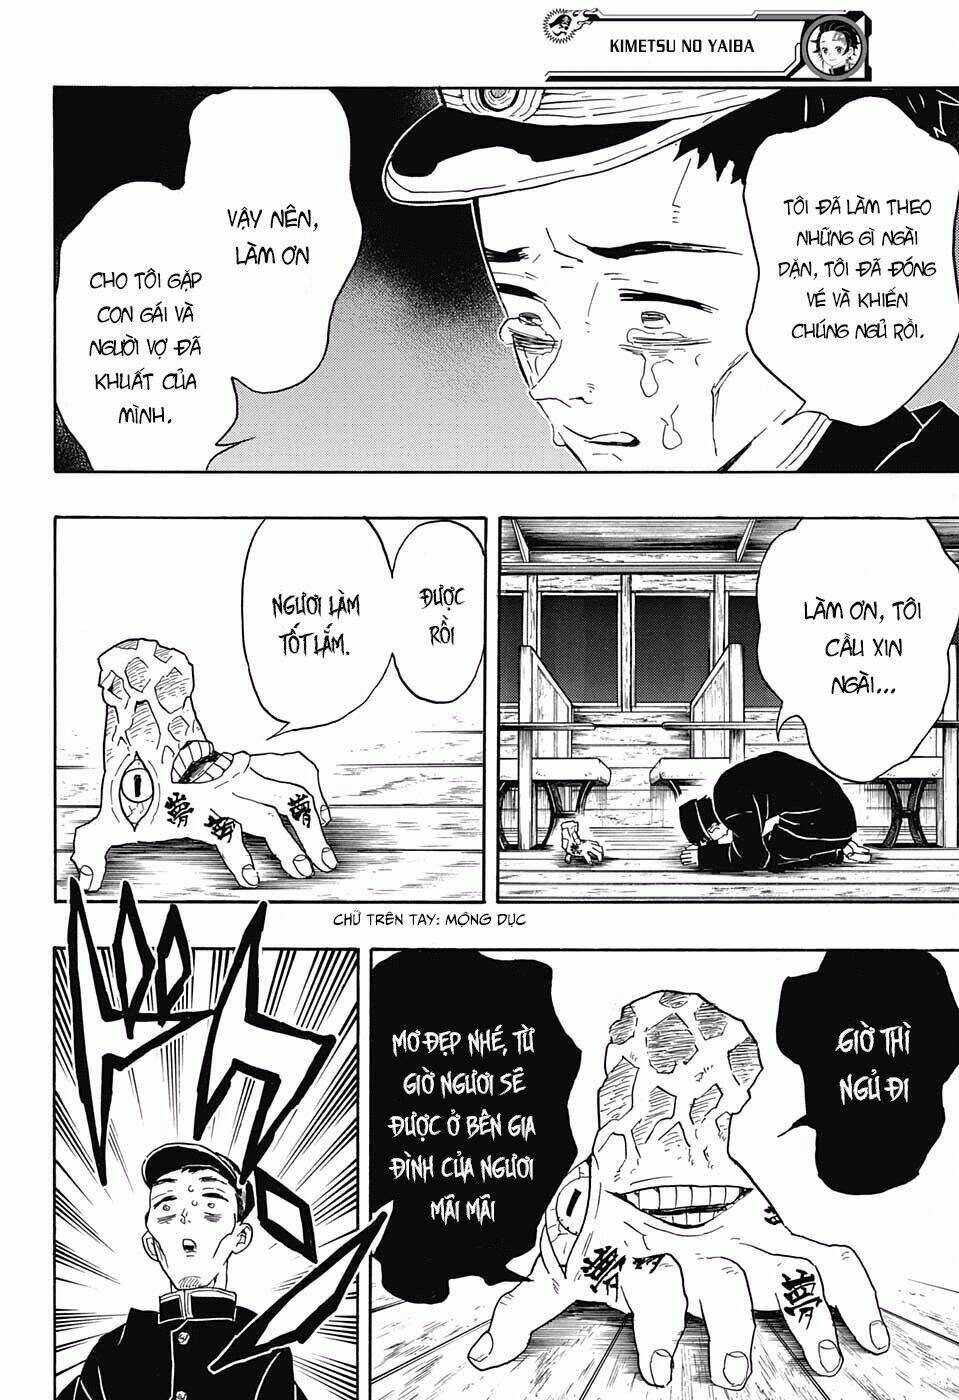 KIMETSU NO YAIBA
TÔI ĐÃ LÀM THEO
NHỮNG GÌ NGÀI
DẶN, TÔI ĐÃ ĐÓNG
VÉ VÀ KHIẾN
CHÚNG NGỦ RỒI.
VẬY NÊN,
LÀM ƠN
CHO TÔI GẶP
CON GÁI VÀ
NGƯỜI VỢ ĐÃ
KHUẤT CỦA
MÌNH.
LÀM ƠN, TÔI
CẦU XIN
NGÀI...
ĐƯỢC
RỒI
NGƯƠI LÀM
TỐT LẮM.
夢
夢
CHỮ TRÊN TAY: MỘNG DỤC
GIỜ THÌ
NGỦ ĐI
MƠ ĐẸP NHÉ, TỪ
GIỜ NGƯƠI SẼ
ĐƯỢC Ở BÊN GIA
ĐÌNH CỦA NGƯƠI
MÃI MÃI
夢
夢